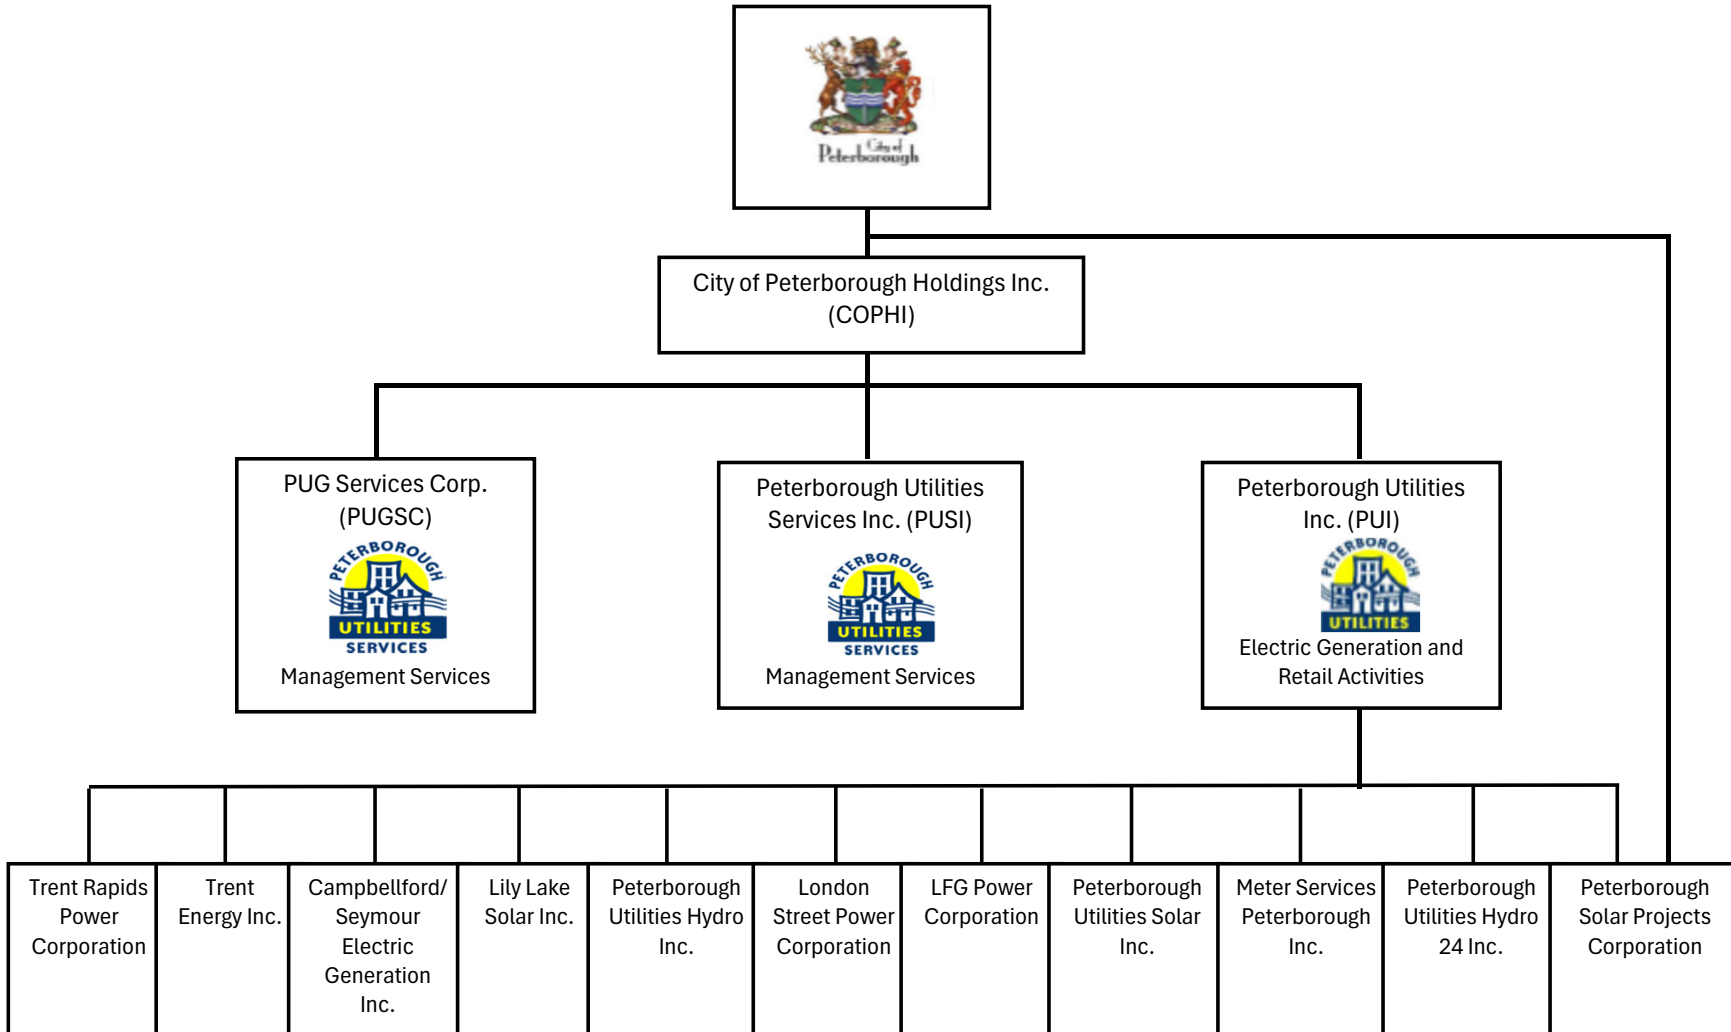 City of
Peterborough
City of Peterborough Holdings Inc.
(COPHI)
PUG Services Corp.
(PUGSC)
PETERBOROUGH
UTILITIES
SERVICES
Management Services
Peterborough Utilities
Services Inc. (PUSI)
PETERBOROUGH
UTILITIES
SERVICES
Management Services
Peterborough Utilities
Inc. (PUI)
PETERBOROUGH
UTILITIES
Electric Generation and
Retail Activities
Trent Rapids
Power
Corporation
Trent
Energy Inc.
Campbellford/
Seymour
Electric
Generation
Inc.
Lily Lake
Solar Inc.
Peterborough
Utilities Hydro
Inc.
London
Street Power
Corporation
LFG Power
Corporation
Peterborough
Utilities Solar
Inc.
Meter Services
Peterborough
Inc.
Peterborough
Utilities Hydro
24 Inc.
Peterborough
Solar Projects
Corporation